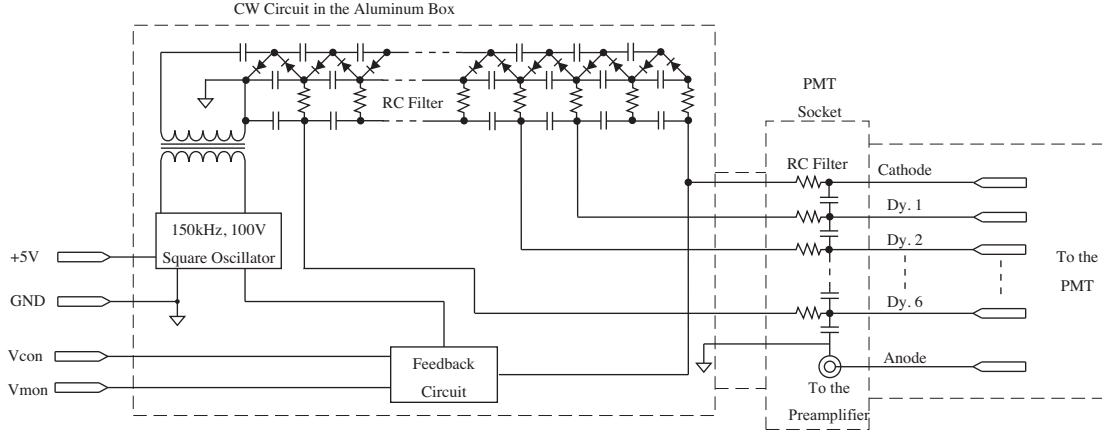 CW Circuit in the Aluminum Box
RC Filter
PMT
Socket
RC Filter
Cathode
Dy. 1
Dy. 2
Dy. 6
Anode
To the
PMT
150kHz, 100V
Square Oscillator
+5V
GND
Vcon
Vmon
Feedback
Circuit
To the
Preamplifier